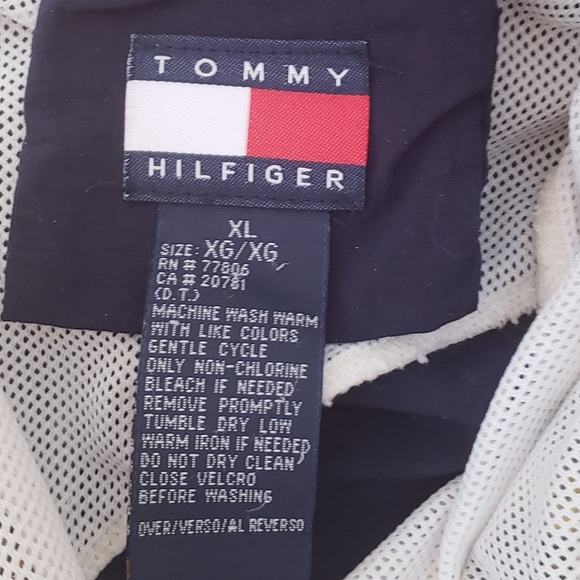 TOMMY
HILFIGER
XL
SIZE: XG/XG
RN # 77806
CA # 20781
(D.T.)
MACHINE WASH WARM
WITH LIKE COLORS
GENTLE CYCLE
ONLY NON-CHLORINE
BLEACH IF NEEDED
REMOVE PROMPTLY
TUMBLE DRY LOW
WARM IRON IF NEEDED
DO NOT DRY CLEAN
CLOSE VELCRO
BEFORE WASHING
OVER/VERSO/AL REVERSO